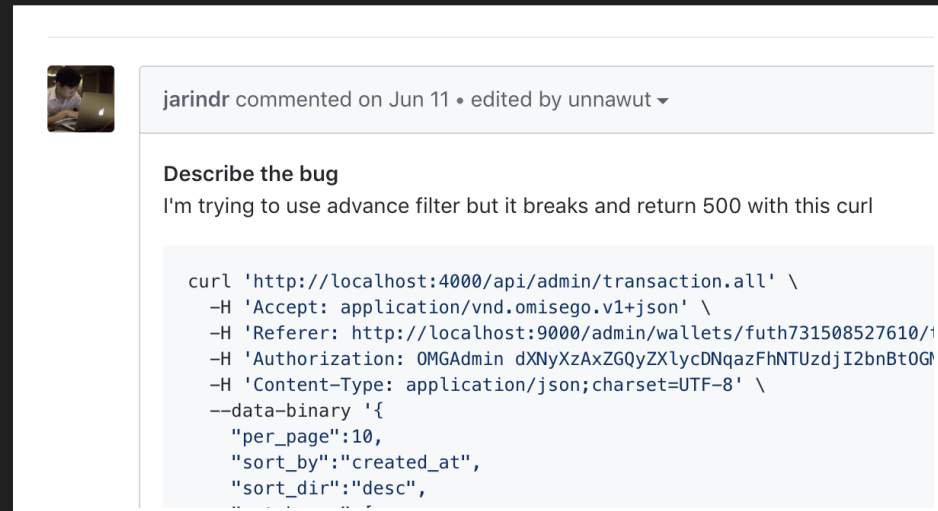 jarindr commented on Jun 11 • edited by unnawut
Describe the bug
I'm trying to use advance filter but it breaks and return 500 with this curl
curl 'http://localhost:4000/api/admin/transaction.all' \
-H 'Accept: application/vnd.omisego.v1+json' \
-H 'Referer: http://localhost:9000/admin/wallets/futh731508527610/
-H 'Authorization: OMGAdmin dXNyXzAxZGQyZXlycDNqazFhNTUzdjI2bnBtOGM
-H 'Content-Type: application/json;charset=UTF-8' \
--data-binary '{
"per_page":10,
"sort_by":"created_at",
"sort_dir":"desc",